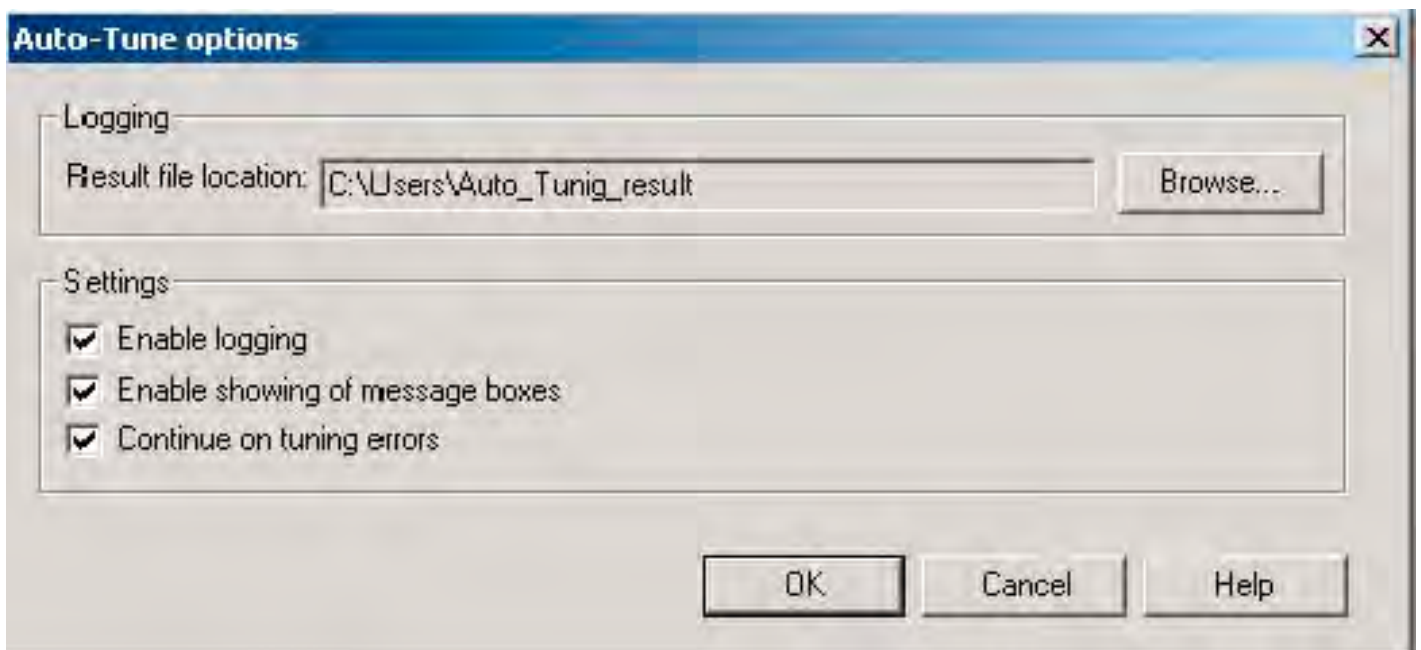 Auto-Tune options
Logging
Result file location: C:\Users\Auto_Tunig_result Browse...
Settings
Enable logging
Enable showing of message boxes
Continue on tuning errors
OK Cancel Help